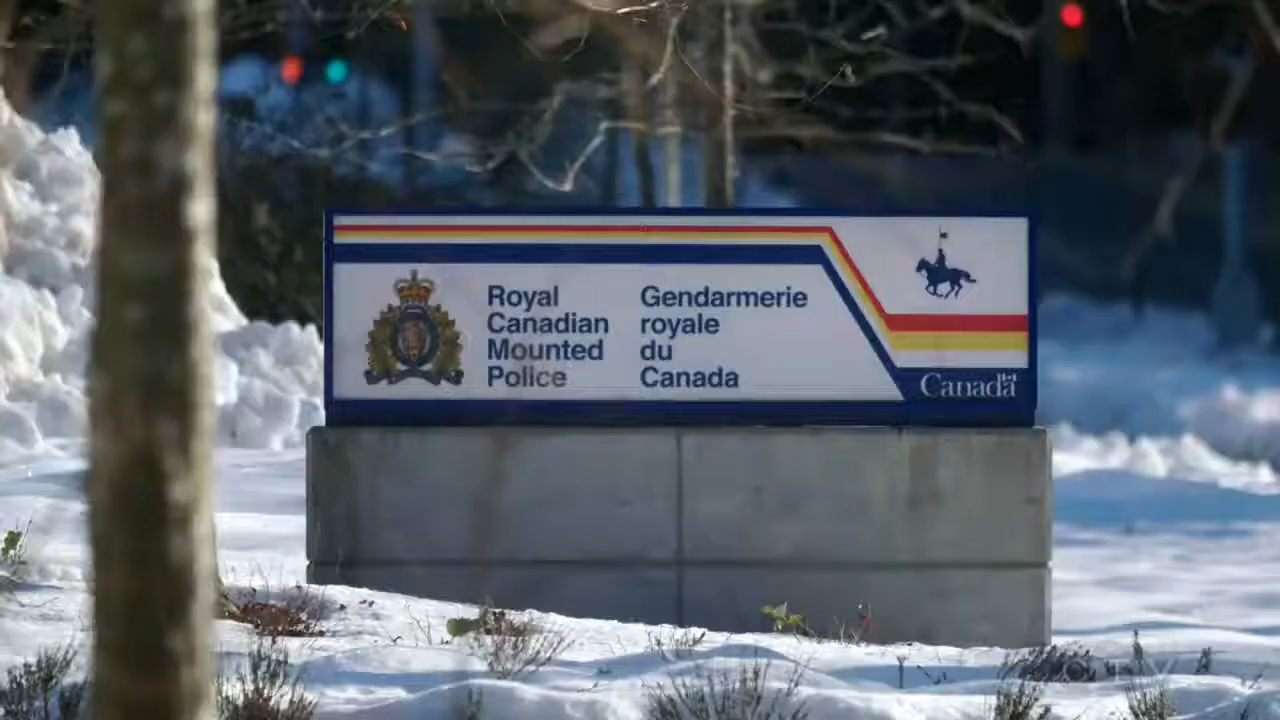 Royal
Canadian
Mounted
Police
Gendarmerie
royale
du
Canada
Canada